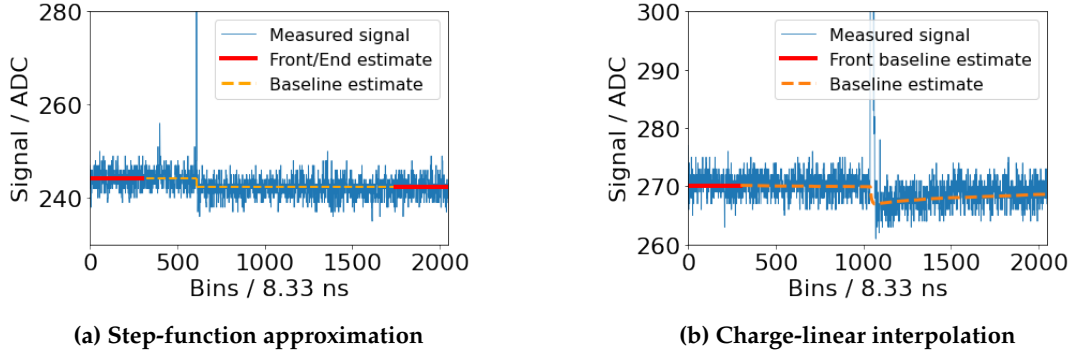 280
260
240
Signal / ADC
Measured signal
Front/End estimate
Baseline estimate
0 500 1000 1500 2000
Bins / 8.33 ns
(a) Step-function approximation
300
290
280
270
260
Signal / ADC
Measured signal
Front baseline estimate
Baseline estimate
0 500 1000 1500 2000
Bins / 8.33 ns
(b) Charge-linear interpolation